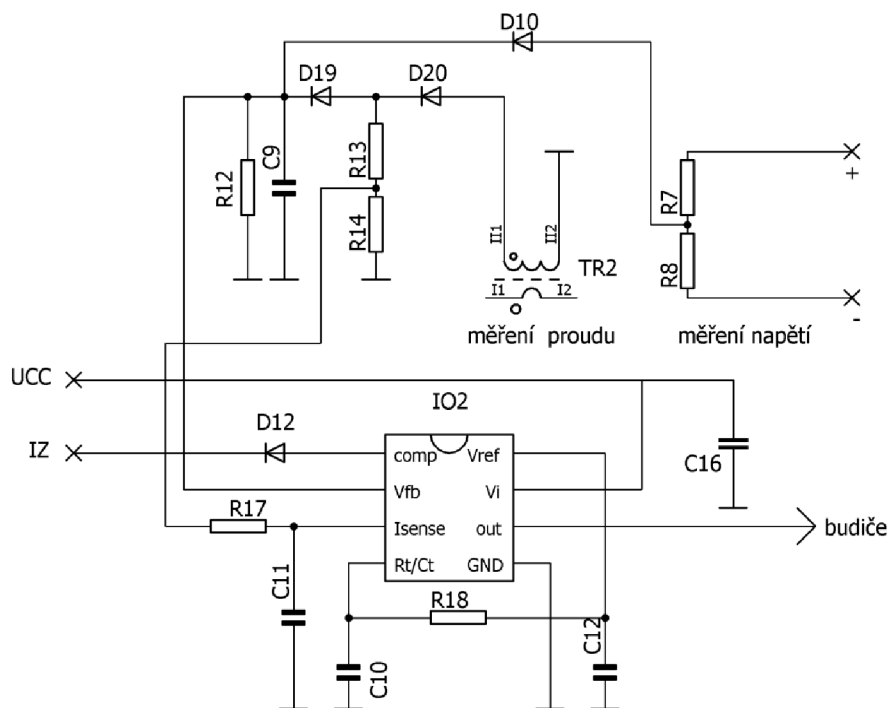 D10
D19
D20
R12
C9
R13
R14
II1
II2
TR2
I1
I2
R7
R8
+
-
měření proudu
měření napětí
UCC
IO2
D12
IZ
comp
Vref
C16
Vfb
Vi
R17
Isense
out
budiče
Rt/Ct
GND
C11
R18
C10
C12